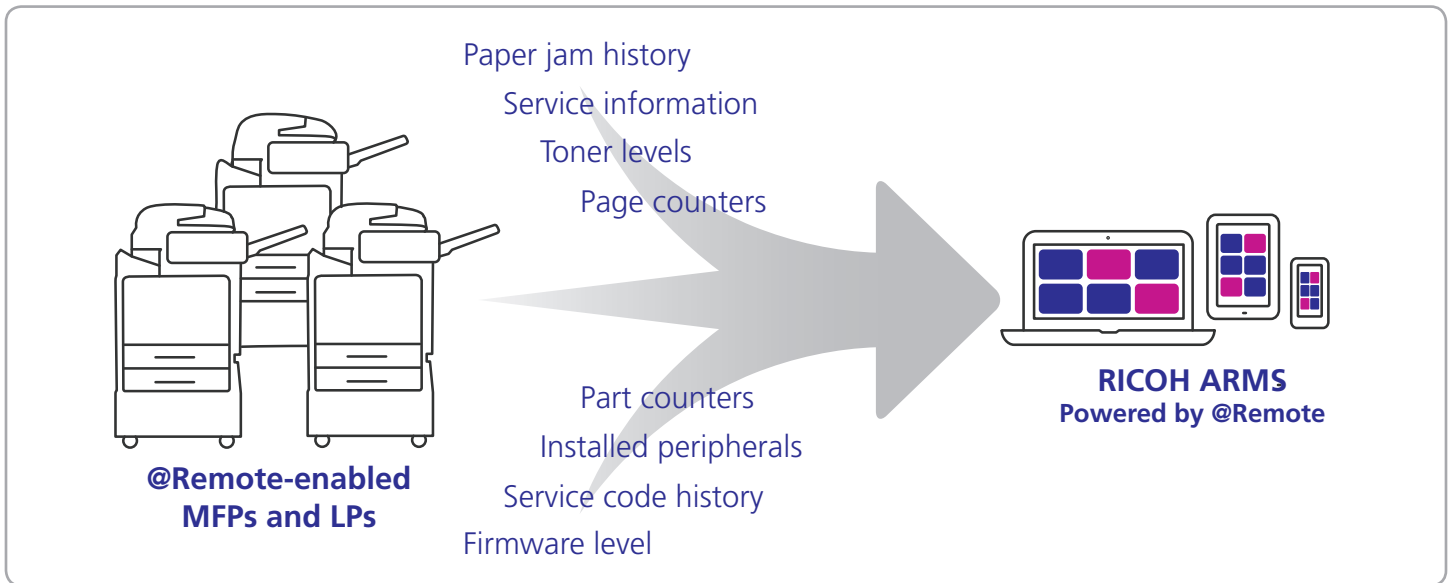 Paper jam history
Service information
Toner levels
Page counters
Part counters
Installed peripherals
Service code history
Firmware level
@Remote-enabled
MFPs and LPs
RICOH ARMS
Powered by @Remote